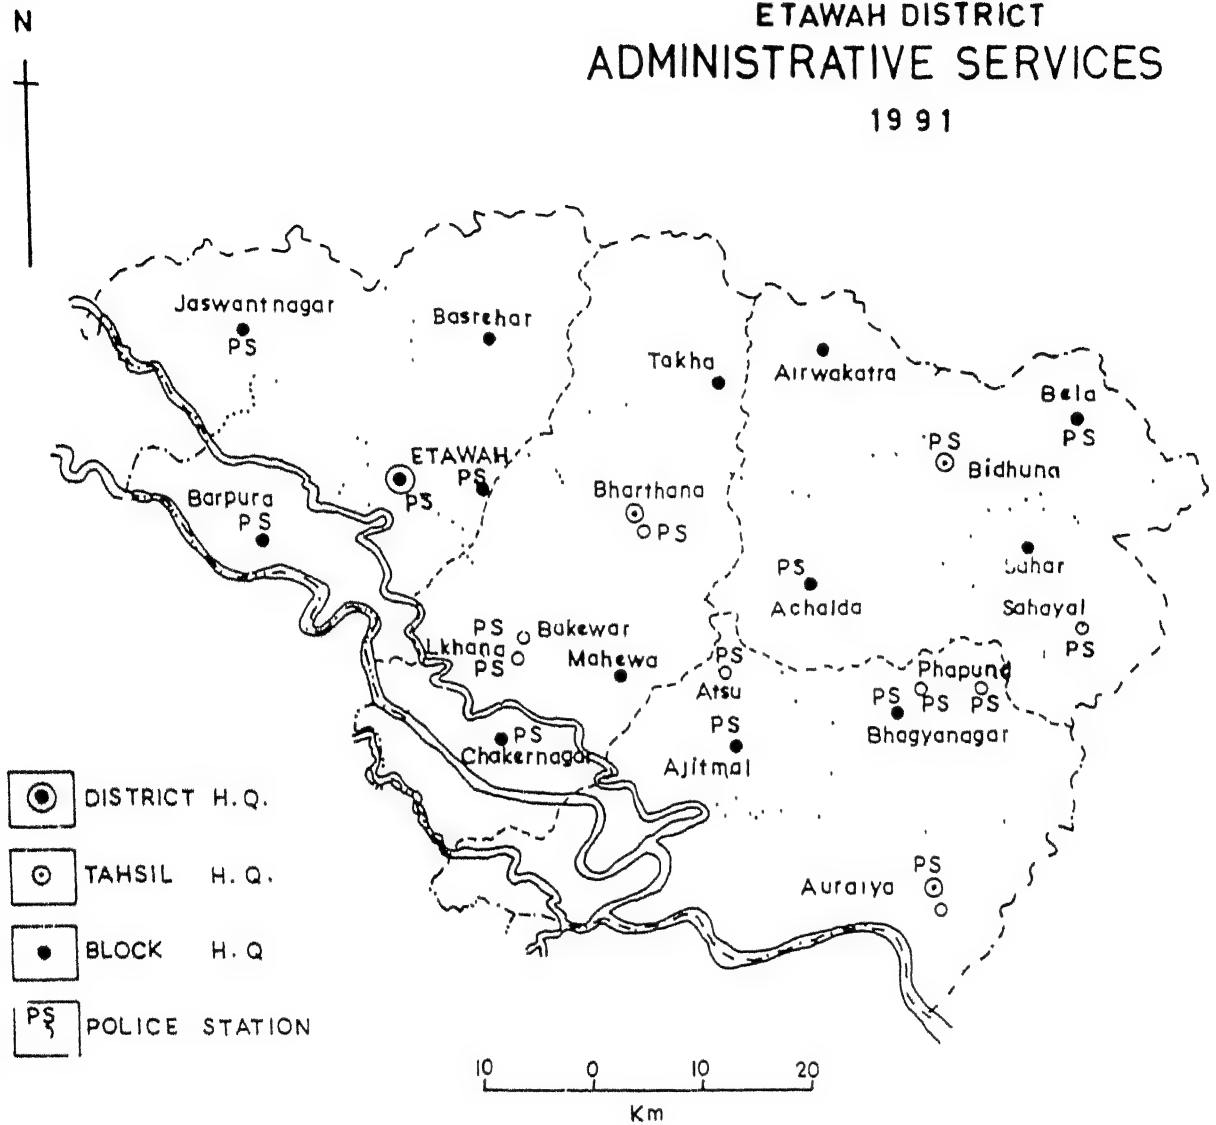 N
ETAWAH DISTRICT
ADMINISTRATIVE SERVICES
1991
Jaswantnagar
PS
Basrehar
Takha
Airwakatra
Bela
PS
PS
Bidhuna
ETAWAH
PS
PS
Barpura
PS
Bharthana
PS
PS
Achalda
Sahar
Sahayal
PS
PS
Bakewar
Lkhana
PS
Mahewa
PS
Atsu
Phapund
PS
PS
PS
Bhagyanagar
PS
Ajitmal
PS
Chakernagar
PS
Auraiya
DISTRICT H.Q.
TAHSIL H.Q.
BLOCK H.Q
PS
POLICE STATION
10 0 10 20
Km